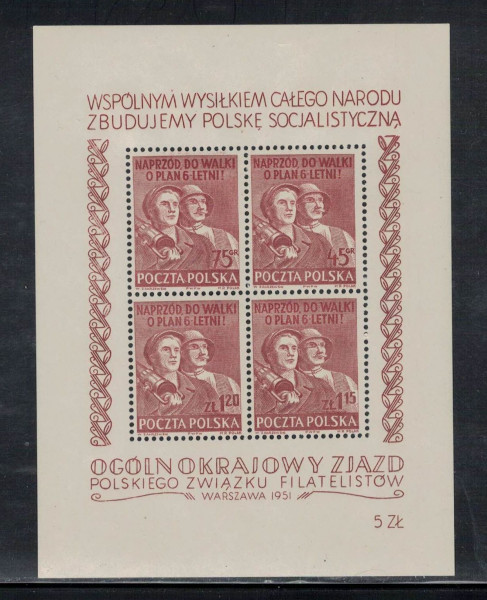 WSPÓLNYM WYSIŁKIEM CAŁEGO NARODU
ZBUDUJEMY POLSKĘ SOCJALISTYCZNĄ
NAPRZÓD, DO WALKI
O PLAN 6-LETNI!
75 GR
POCZTA POLSKA
NAPRZÓD, DO WALKI
O PLAN 6-LETNI!
45 GR
POCZTA POLSKA
NAPRZÓD, DO WALKI
O PLAN 6-LETNI!
ZŁ 1.20
POCZTA POLSKA
NAPRZÓD, DO WALKI
O PLAN 6-LETNI!
ZŁ 1.15
POCZTA POLSKA
OGÓLNOKRAJOWY ZJAZD
POLSKIEGO ZWIĄZKU FILATELISTÓW
WARSZAWA 1951
5 ZŁ